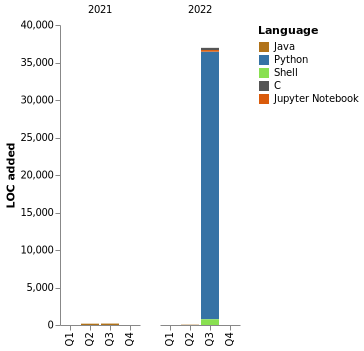 2021
2022
40,000
35,000
30,000
25,000
20,000
15,000
10,000
5,000
0
LOC added
Q1
Q2
Q3
Q4
Q1
Q2
Q3
Q4
Language
Java
Python
Shell
C
Jupyter Notebook